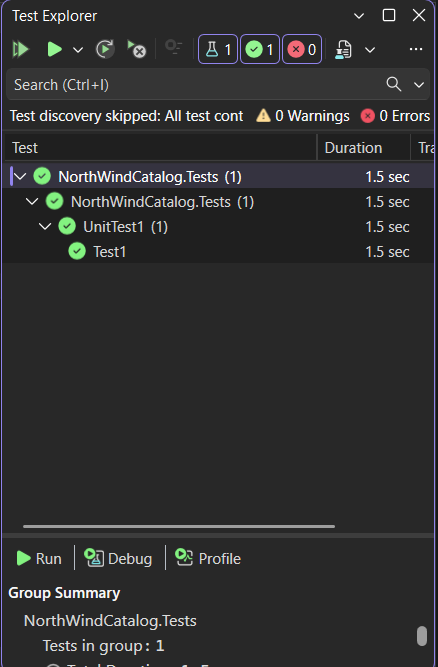 Test Explorer
1 1 0
Search (Ctrl+I)
Test discovery skipped: All test cont 0 Warnings 0 Errors
Test Duration Tra
NorthWindCatalog.Tests (1) 1.5 sec
NorthWindCatalog.Tests (1) 1.5 sec
UnitTest1 (1) 1.5 sec
Test1 1.5 sec
Run Debug Profile
Group Summary
NorthWindCatalog.Tests
Tests in group: 1